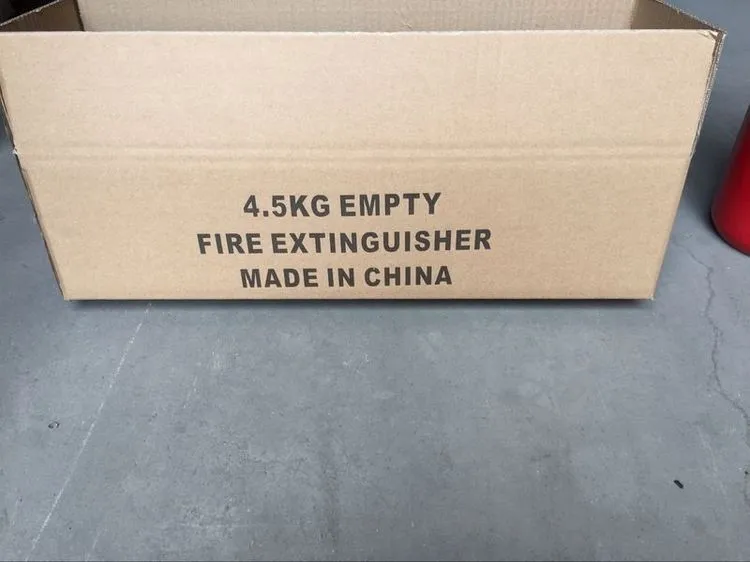 4.5KG EMPTY
FIRE EXTINGUISHER
MADE IN CHINA